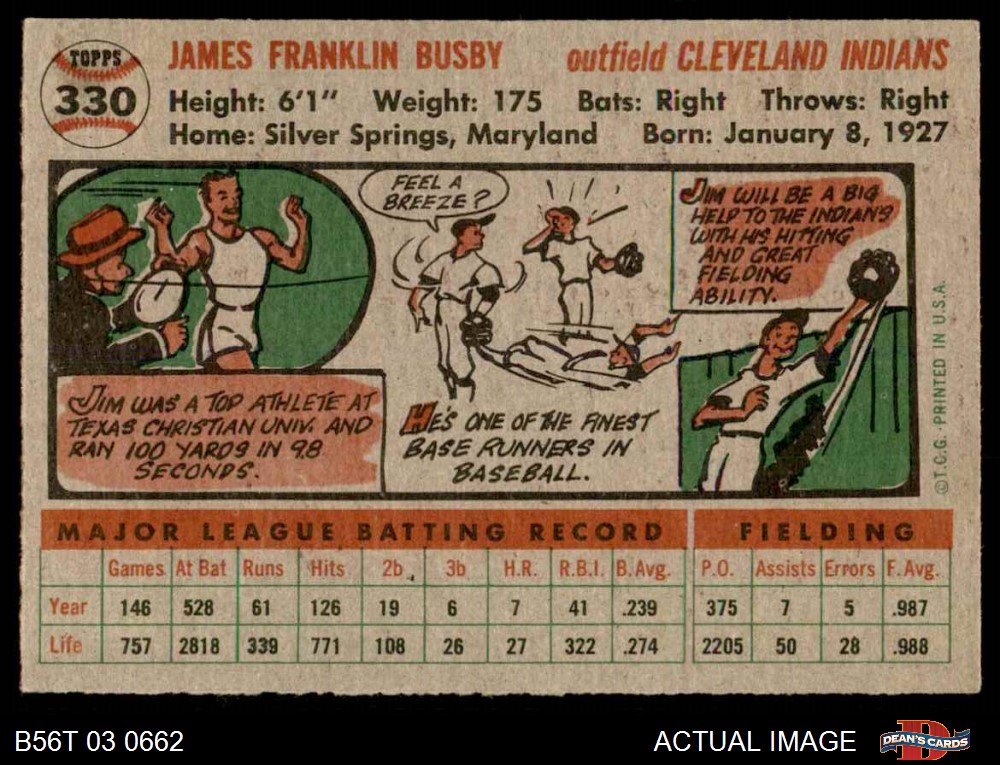 TOPPS
330
JAMES FRANKLIN BUSBY outfield CLEVELAND INDIANS
Height: 6'1" Weight: 175 Bats: Right Throws: Right
Home: Silver Springs, Maryland Born: January 8, 1927
JIM WAS A TOP ATHLETE AT
TEXAS CHRISTIAN UNIV. AND
RAN 100 YARDS IN 9.8
SECONDS.
FEEL A
BREEZE?
HE'S ONE OF THE FINEST
BASE RUNNERS IN
BASEBALL.
JIM WILL BE A BIG
HELP TO THE INDIANS
WITH HIS HITTING
AND GREAT
FIELDING
ABILITY.
©T.C.G. · PRINTED IN U.S.A.
MAJOR LEAGUE BATTING RECORD FIELDING
Games At Bat Runs Hits 2b 3b H.R. R.B.I. B. Avg. P.O. Assists Errors F. Avg.
Year 146 528 61 126 19 6 7 41 .239 375 7 5 .987
Life 757 2818 339 771 108 26 27 322 .274 2205 50 28 .988
B56T 03 0662 ACTUAL IMAGE DEAN'S CARDS